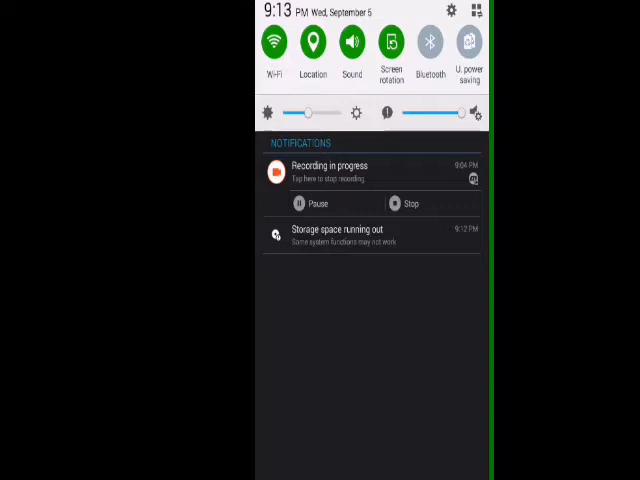 9:13 PM Wed, September 5
Wi-Fi Location Sound Screen rotation Bluetooth U. power saving
NOTIFICATIONS
Recording in progress 9:04 PM
Tap here to stop recording.
Pause Stop
Storage space running out 9:12 PM
Some system functions may not work